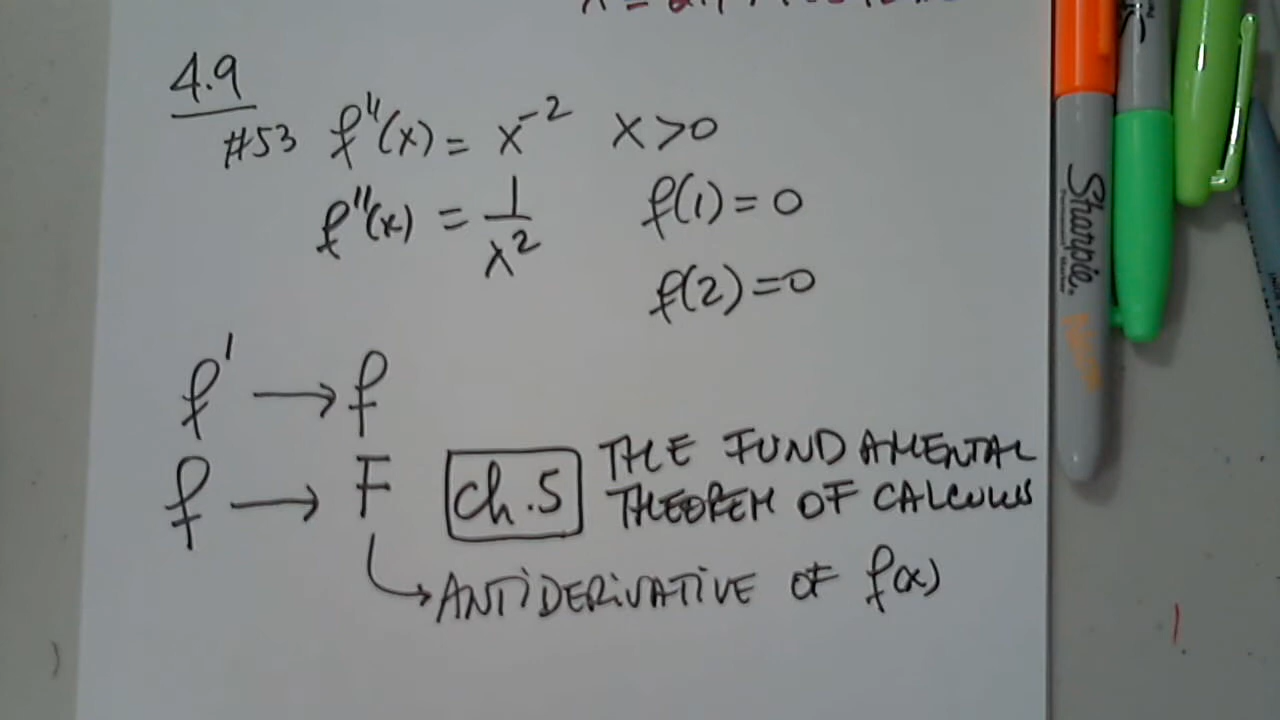 4.9
#53 f''(x) = x⁻² x > 0
f''(x) = 1/x² f(1) = 0
f(2) = 0
f' → f
f → F ch. 5 THE FUNDAMENTAL
THEOREM OF CALCULUS
↳ ANTIDERIVATIVE OF f(x)
Sharpie.